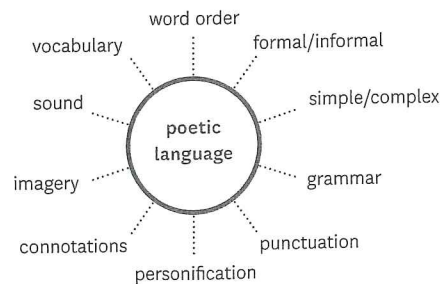 word order
formal/informal
simple/complex
grammar
punctuation
personification
connotations
imagery
sound
vocabulary
poetic
language